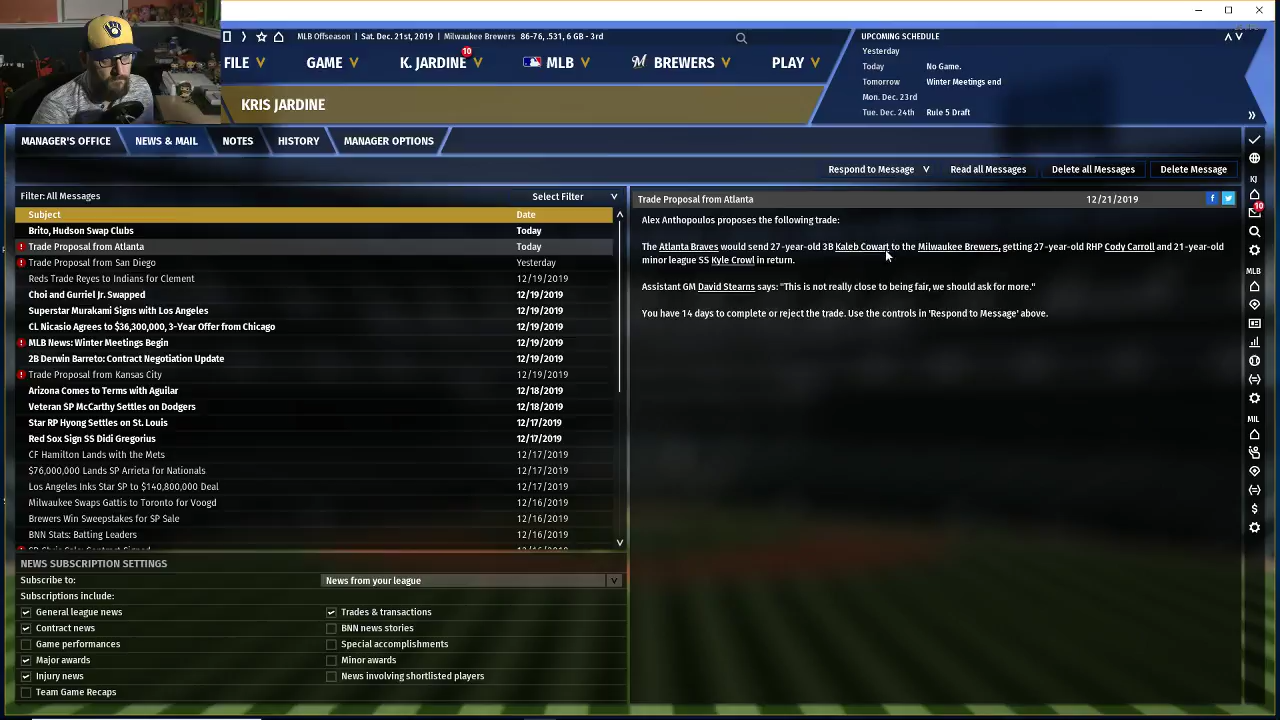 MLB Offseason | Sat. Dec. 21st, 2019 | Milwaukee Brewers 86-76, .531, 6 GB - 3rd
FILE GAME K. JARDINE 10 MLB BREWERS PLAY
KRIS JARDINE
UPCOMING SCHEDULE
Yesterday
Today No Game.
Tomorrow Winter Meetings end
Mon. Dec. 23rd
Tue. Dec. 24th Rule 5 Draft
MANAGER'S OFFICE NEWS & MAIL NOTES HISTORY MANAGER OPTIONS
Respond to Message Read all Messages Delete all Messages Delete Message
Filter: All Messages Select Filter
Subject Date
Brito, Hudson Swap Clubs Today
Trade Proposal from Atlanta Today
Trade Proposal from San Diego Yesterday
Reds Trade Reyes to Indians for Clement 12/19/2019
Choi and Gurriel Jr. Swapped 12/19/2019
Superstar Murakami Signs with Los Angeles 12/19/2019
CL Nicasio Agrees to $36,300,000, 3-Year Offer from Chicago 12/19/2019
MLB News: Winter Meetings Begin 12/19/2019
2B Derwin Barreto: Contract Negotiation Update 12/19/2019
Trade Proposal from Kansas City 12/19/2019
Arizona Comes to Terms with Aguilar 12/18/2019
Veteran SP McCarthy Settles on Dodgers 12/18/2019
Star RP Hyong Settles on St. Louis 12/17/2019
Red Sox Sign SS Didi Gregorius 12/17/2019
CF Hamilton Lands with the Mets 12/17/2019
$76,000,000 Lands SP Arrieta for Nationals 12/17/2019
Los Angeles Inks Star SP to $140,800,000 Deal 12/17/2019
Milwaukee Swaps Gattis to Toronto for Voogd 12/16/2019
Brewers Win Sweepstakes for SP Sale 12/16/2019
BNN Stats: Batting Leaders 12/16/2019
SP Chris Sale: Contract Signed 12/16/2019
NEWS SUBSCRIPTION SETTINGS
Subscribe to: News from your league
Subscriptions include:
General league news Trades & transactions
Contract news BNN news stories
Game performances Special accomplishments
Major awards Minor awards
Injury news News involving shortlisted players
Team Game Recaps
Trade Proposal from Atlanta 12/21/2019
Alex Anthopoulos proposes the following trade:
The Atlanta Braves would send 27-year-old 3B Kaleb Cowart to the Milwaukee Brewers, getting 27-year-old RHP Cody Carroll and 21-year-old
minor league SS Kyle Crowl in return.
Assistant GM David Stearns says: "This is not really close to being fair, we should ask for more."
You have 14 days to complete or reject the trade. Use the controls in 'Respond to Message' above.
KJ
10
MLB
MIL